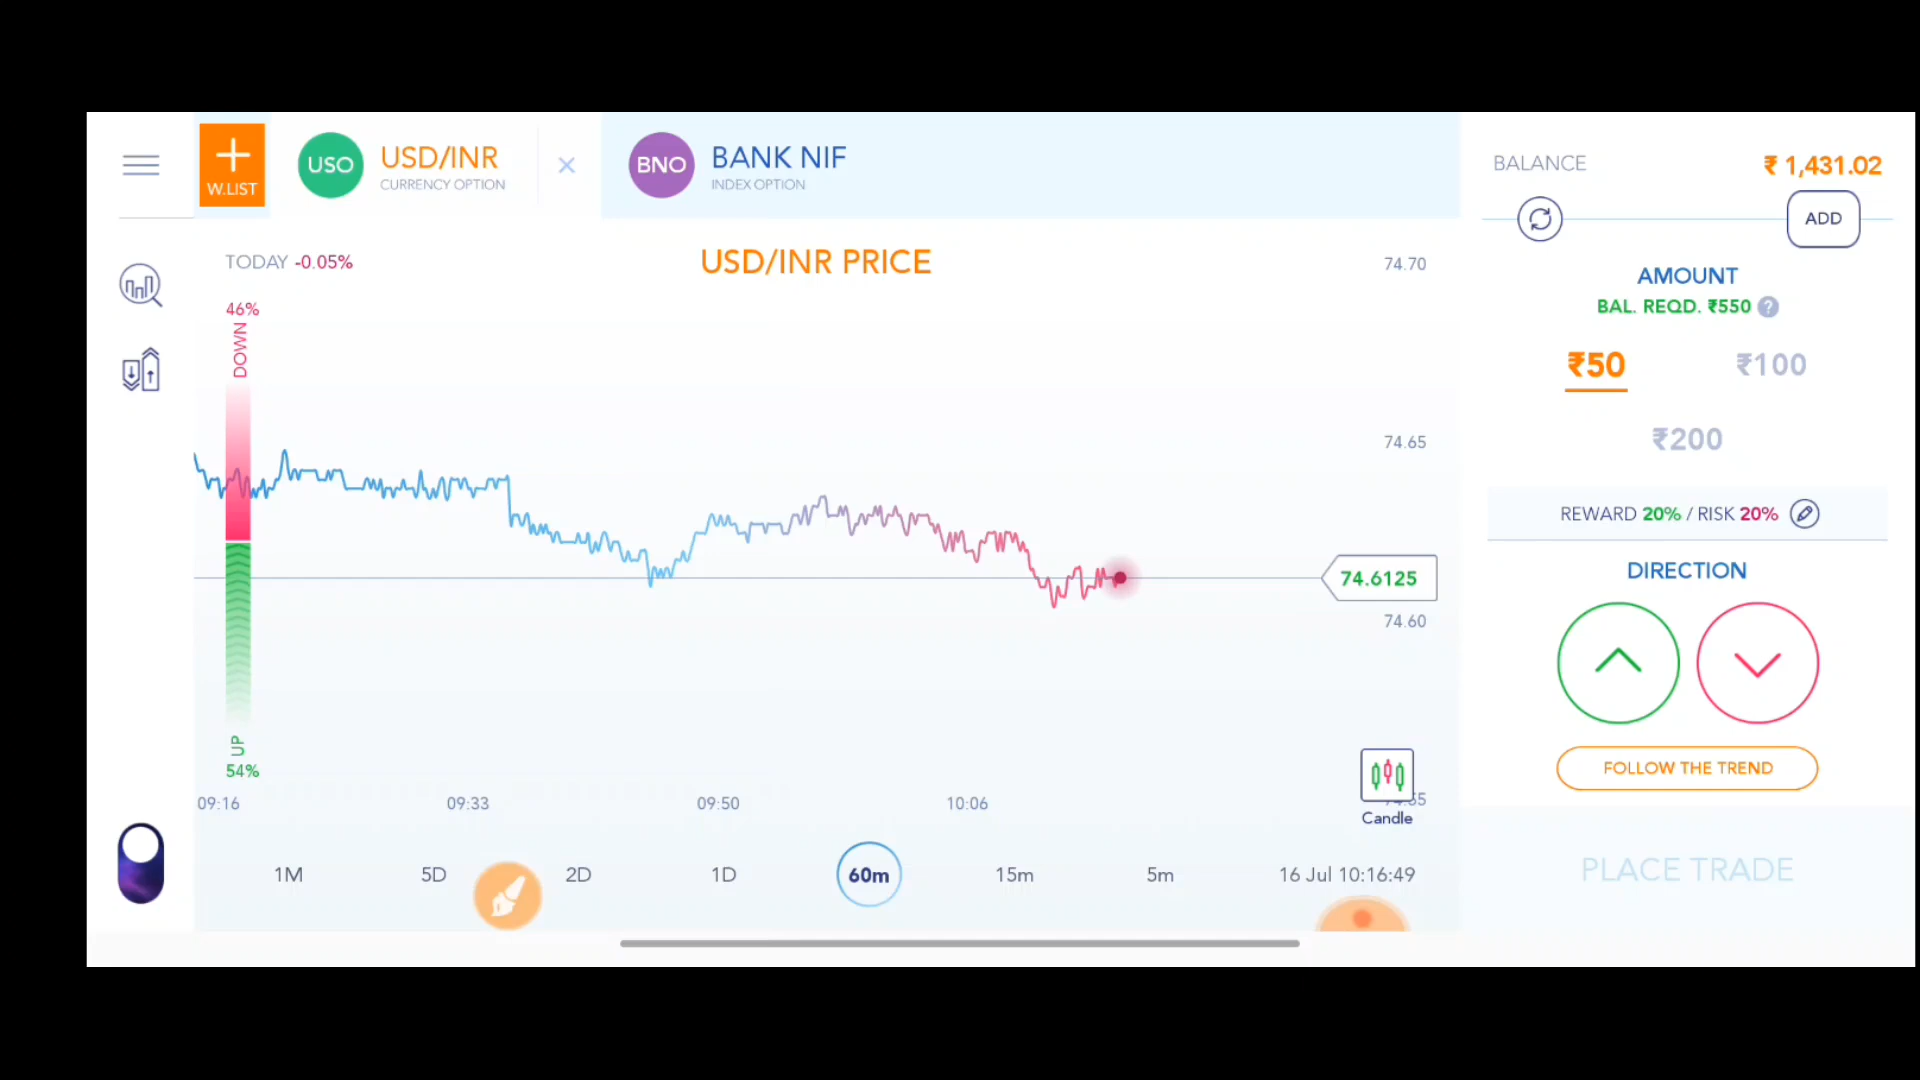 W.LIST
USO
USD/INR
CURRENCY OPTION
BNO
BANK NIF
INDEX OPTION
BALANCE
₹ 1,431.02
ADD
TODAY -0.05%
USD/INR PRICE
74.70
AMOUNT
BAL. REQD. ₹550 ?
46%
DOWN
₹50
₹100
74.65
₹200
REWARD 20% / RISK 20%
74.6125
DIRECTION
74.60
UP
54%
FOLLOW THE TREND
09:16
09:33
09:50
10:06
Candle
1M
5D
2D
1D
60m
15m
5m
16 Jul 10:16:49
PLACE TRADE